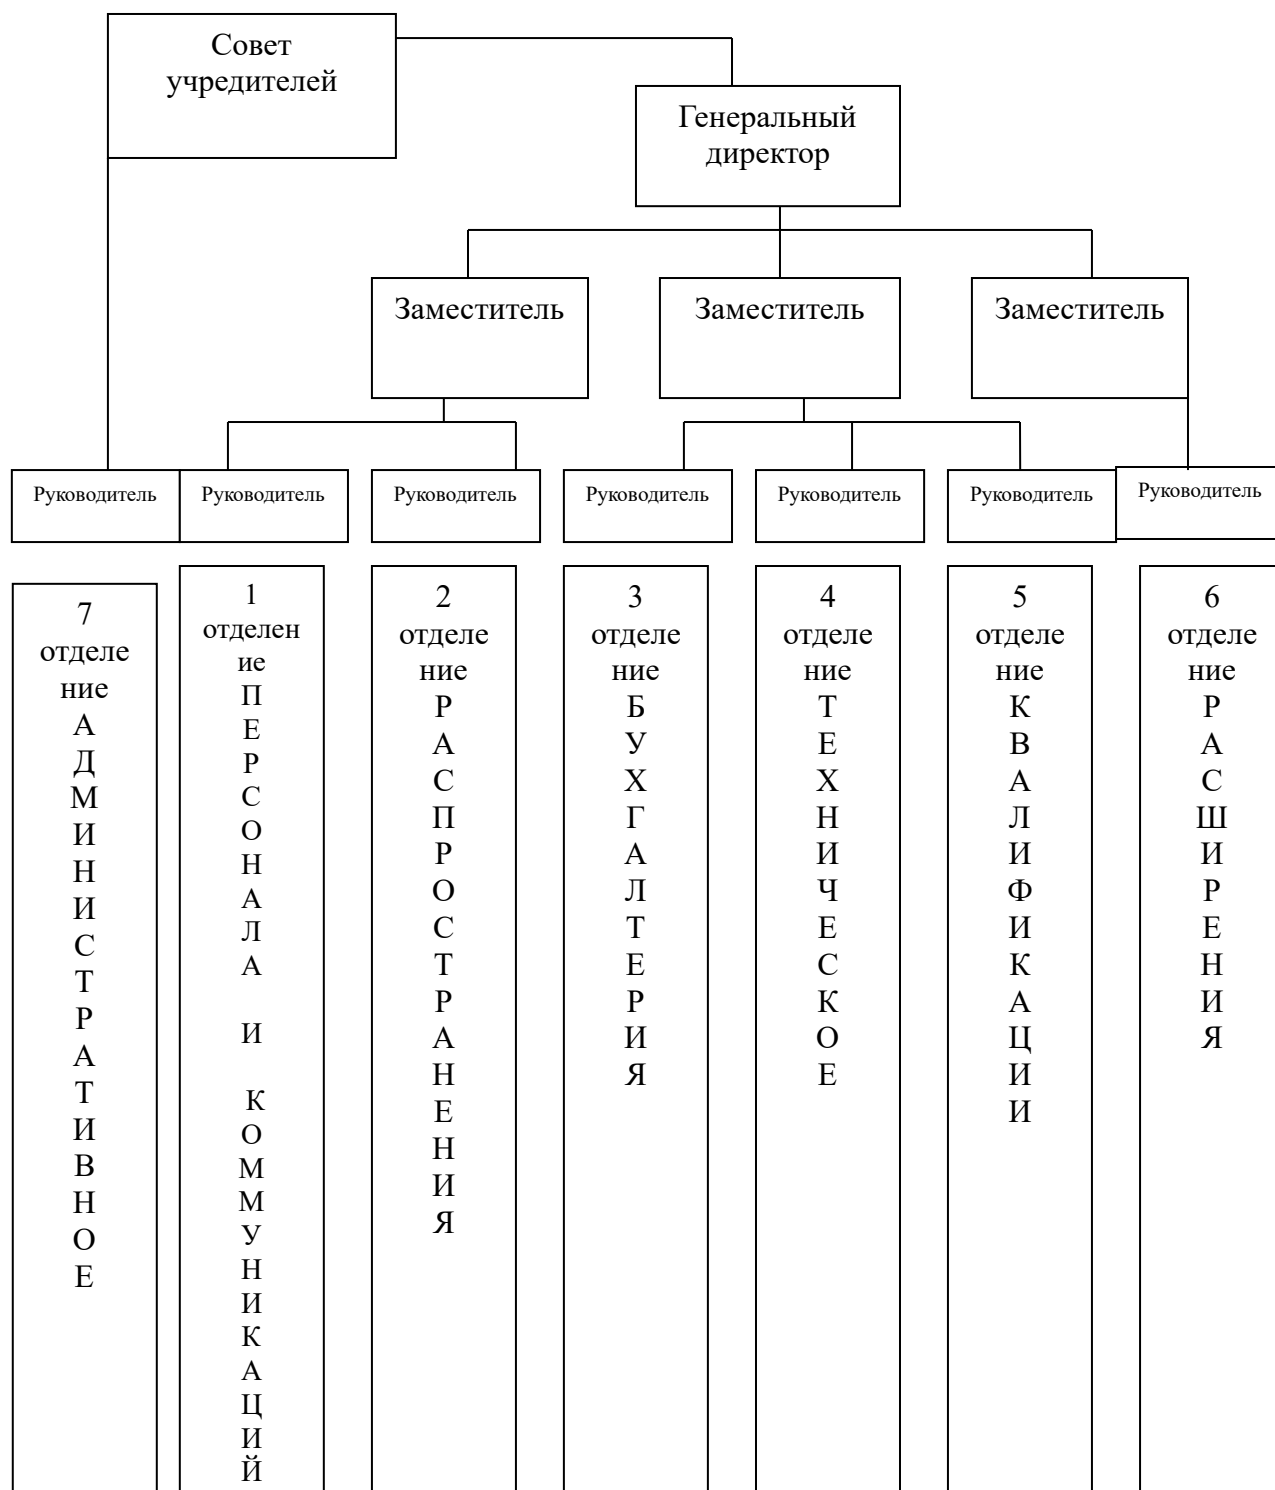 Совет
учредителей
Генеральный
директор
Заместитель
Заместитель
Заместитель
Руководитель
Руководитель
Руководитель
Руководитель
Руководитель
Руководитель
Руководитель
7
отделе
ние
А
Д
М
И
Н
И
С
Т
Р
А
Т
И
В
Н
О
Е
1
отделен
ие
П
Е
Р
С
О
Н
А
Л
А
И
К
О
М
М
У
Н
И
К
А
Ц
И
Й
2
отделе
ние
Р
А
С
П
Р
О
С
Т
Р
А
Н
Е
Н
И
Я
3
отделе
ние
Б
У
Х
Г
А
Л
Т
Е
Р
И
Я
4
отделе
ние
Т
Е
Х
Н
И
Ч
Е
С
К
О
Е
5
отделе
ние
К
В
А
Л
И
Ф
И
К
А
Ц
И
И
6
отделе
ние
Р
А
С
Ш
И
Р
Е
Н
И
Я